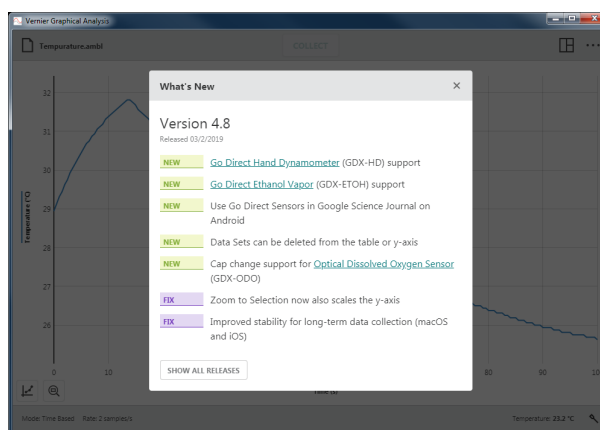 Vernier Graphical Analysis
Tempurature.ambl
COLLECT
What's New
Version 4.8
Released 03/2/2019
NEW Go Direct Hand Dynamometer (GDX-HD) support
NEW Go Direct Ethanol Vapor (GDX-ETOH) support
NEW Use Go Direct Sensors in Google Science Journal on
Android
NEW Data Sets can be deleted from the table or y-axis
NEW Cap change support for Optical Dissolved Oxygen Sensor
(GDX-ODO)
FIX Zoom to Selection now also scales the y-axis
FIX Improved stability for long-term data collection (macOS
and iOS)
SHOW ALL RELEASES
Temperature (°C)
32
31
30
29
28
27
26
0 10 80 90 10
Time (s)
Mode: Time Based Rate: 2 samples/s
Temperature: 23.2 °C